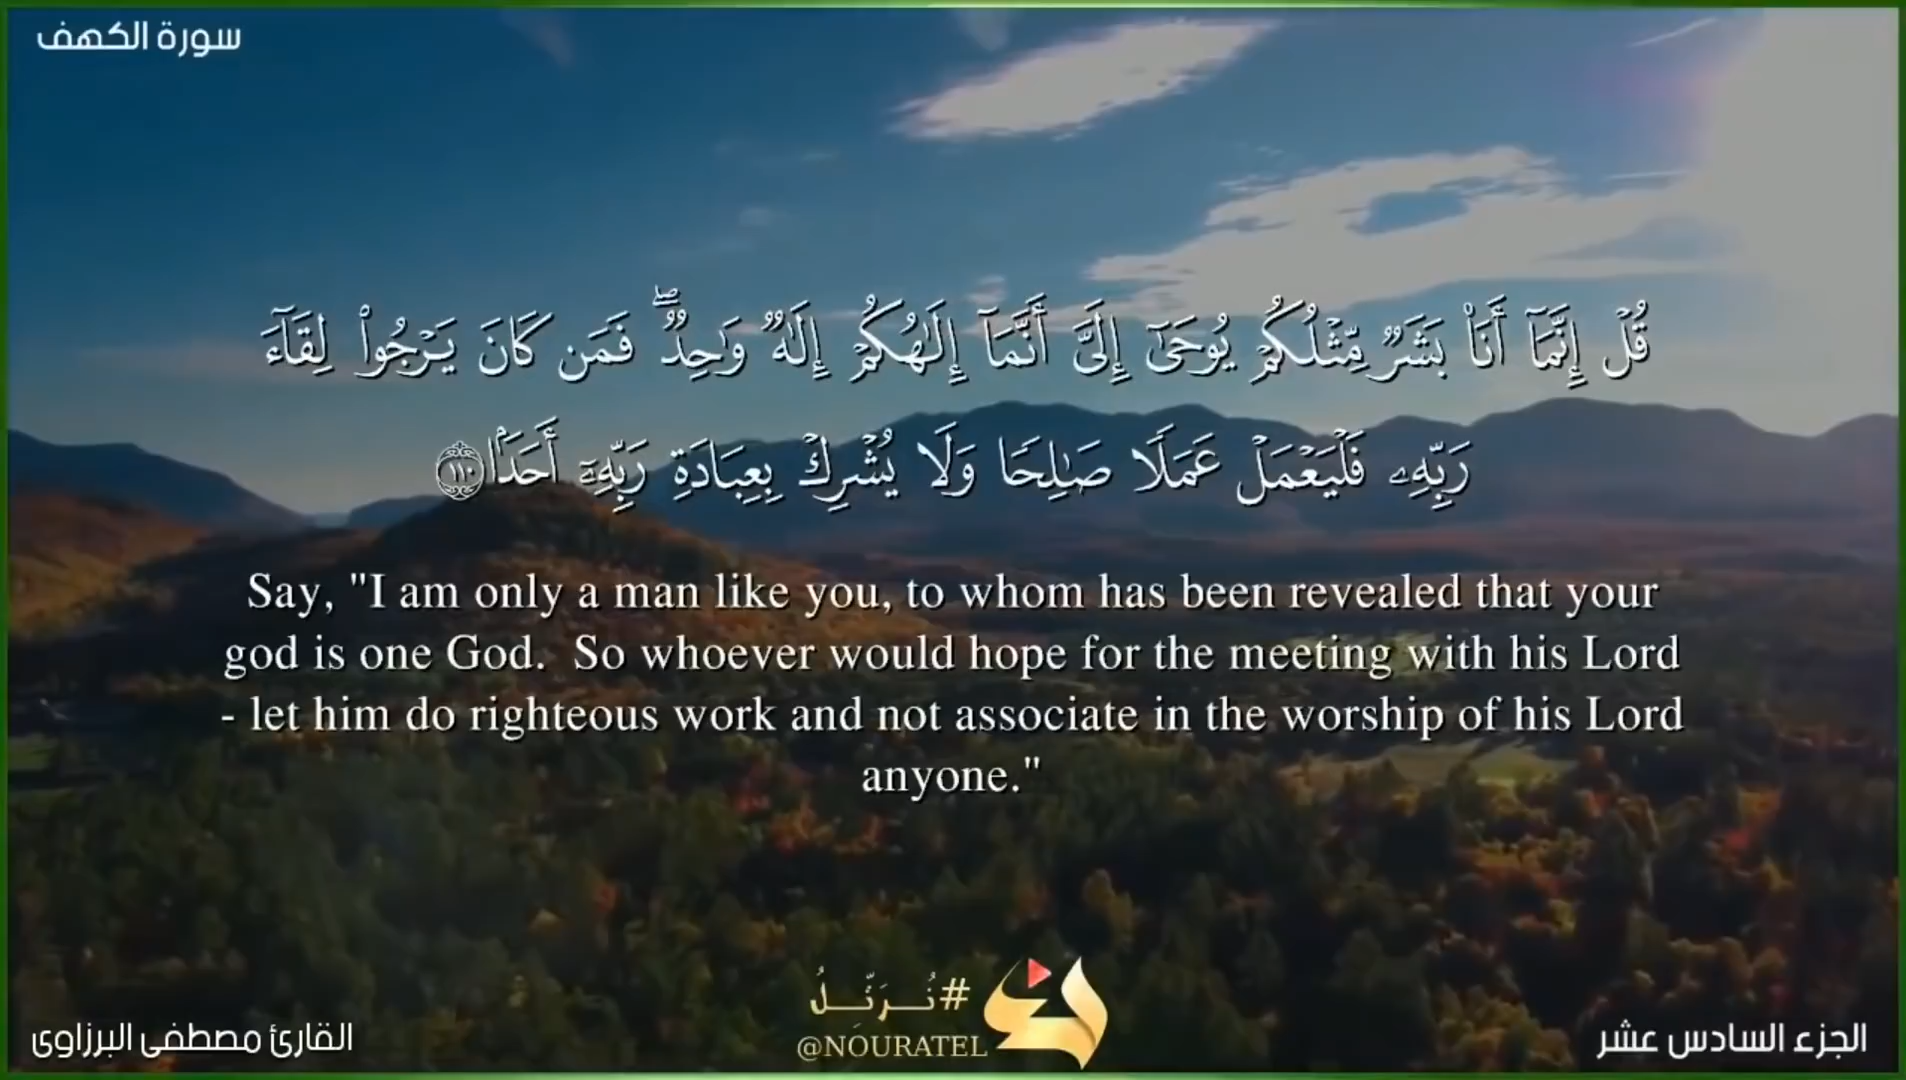 سورة الكهف
قُلْ إِنَّمَآ أَنَا۠ بَشَرٌ مِّثْلُكُمْ يُوحَىٰٓ إِلَىَّ أَنَّمَآ إِلَٰهُكُمْ إِلَٰهٌ وَٰحِدٌ ۖ فَمَن كَانَ يَرْجُوا۟ لِقَآءَ
رَبِّهِۦ فَلْيَعْمَلْ عَمَلًا صَٰلِحًا وَلَا يُشْرِكْ بِعِبَادَةِ رَبِّهِۦٓ أَحَدَۢا ١١٠
Say, "I am only a man like you, to whom has been revealed that your
god is one God.  So whoever would hope for the meeting with his Lord
- let him do righteous work and not associate in the worship of his Lord
anyone."
#نُرَتِّلُ
@NOURATEL
الجزء السادس عشر
القارئ مصطفى البرزاوى